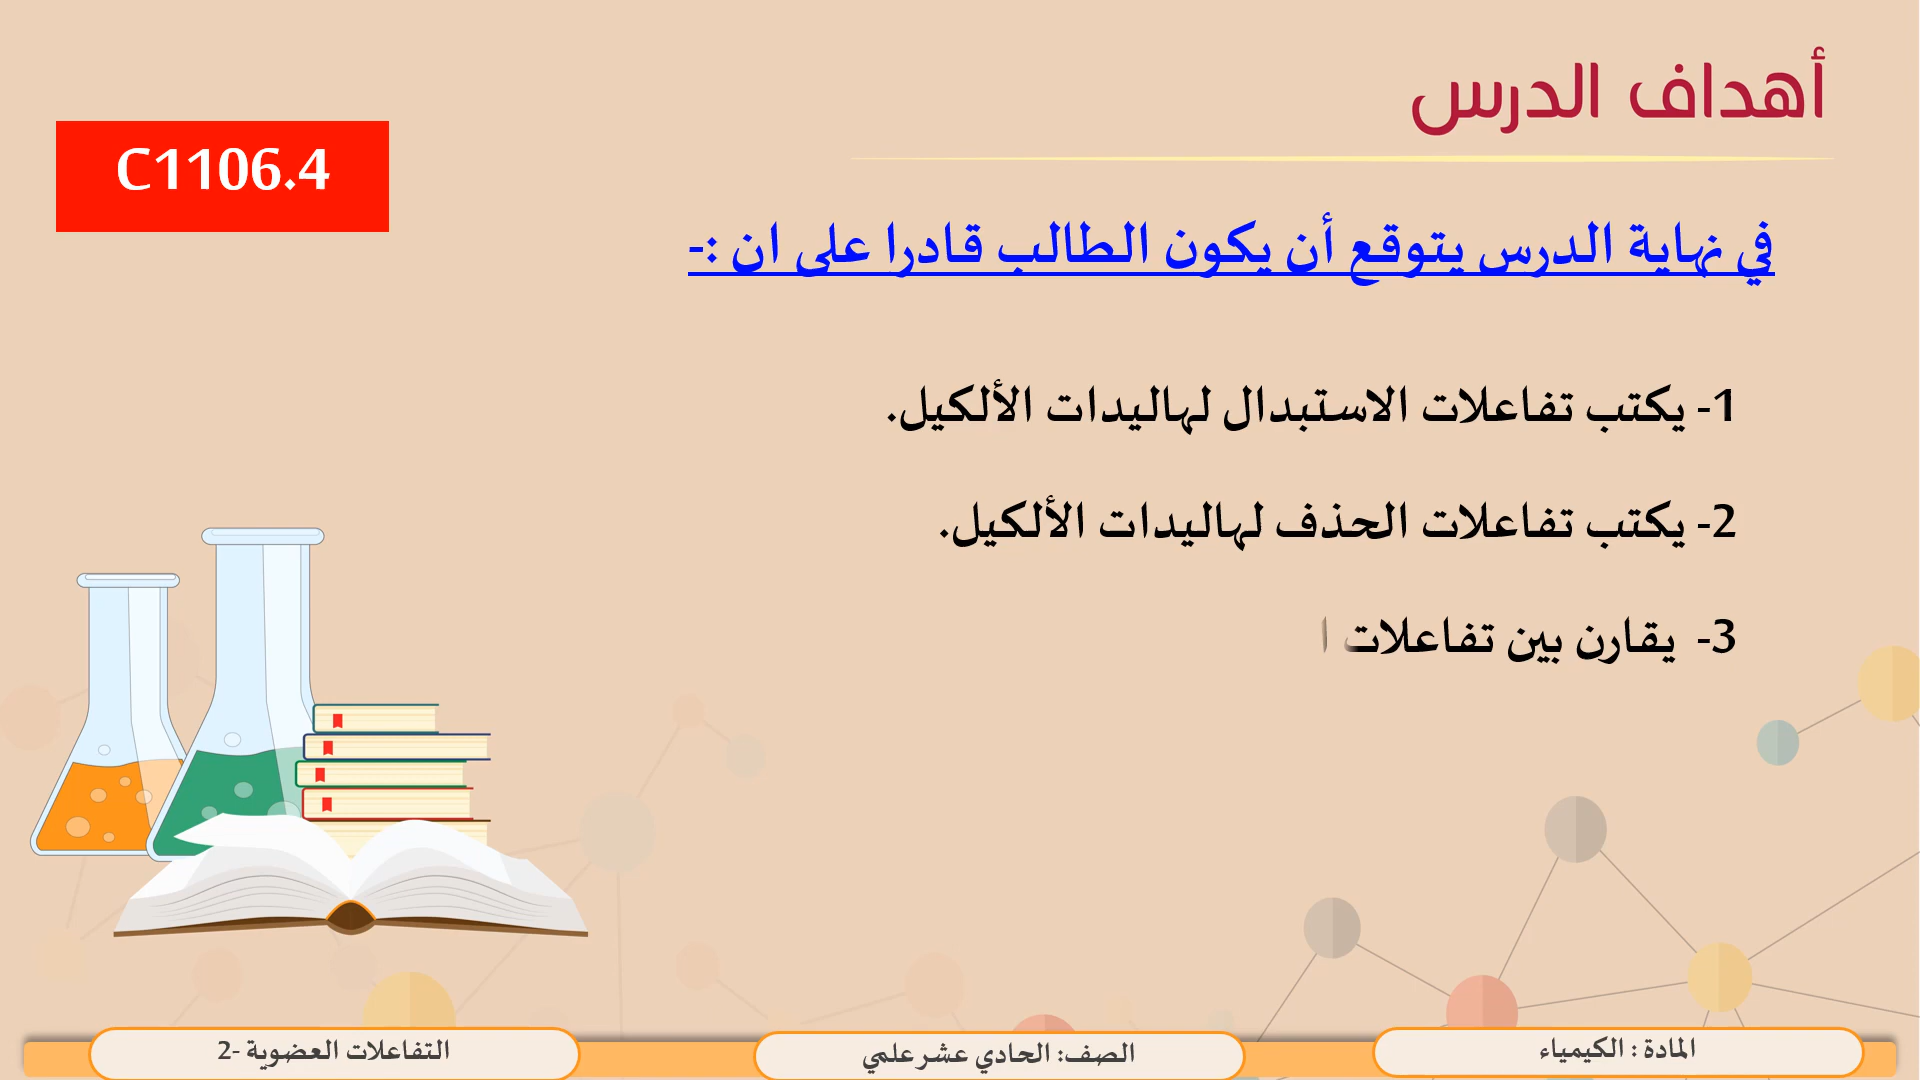 أهداف الدرس
C1106.4
في نهاية الدرس يتوقع أن يكون الطالب قادرا على ان :-
1- يكتب تفاعلات الاستبدال لهاليدات الألكيل.
2- يكتب تفاعلات الحذف لهاليدات الألكيل.
3- يقارن بين تفاعلات ا
المادة : الكيمياء
الصف: الحادي عشر علمي
التفاعلات العضوية -2